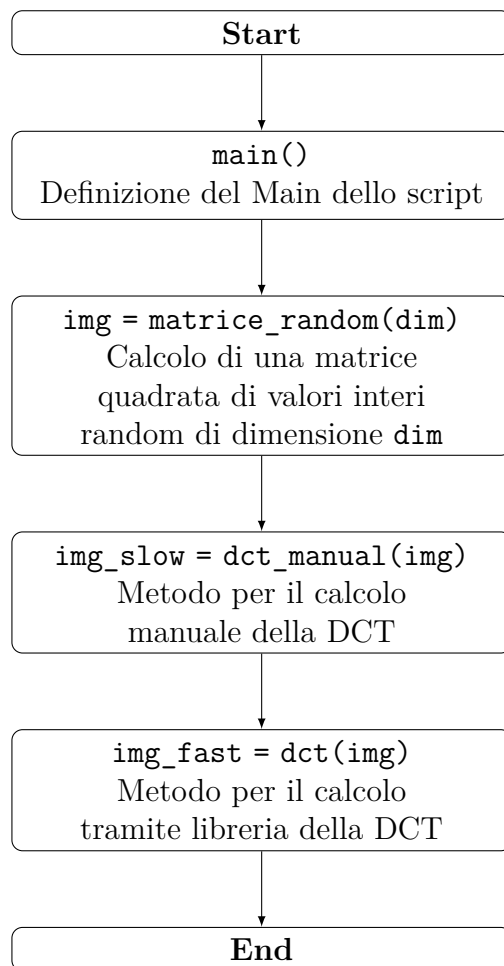 Start
main()
Definizione del Main dello script
img = matrice_random(dim)
Calcolo di una matrice
quadrata di valori interi
random di dimensione dim
img_slow = dct_manual(img)
Metodo per il calcolo
manuale della DCT
img_fast = dct(img)
Metodo per il calcolo
tramite libreria della DCT
End